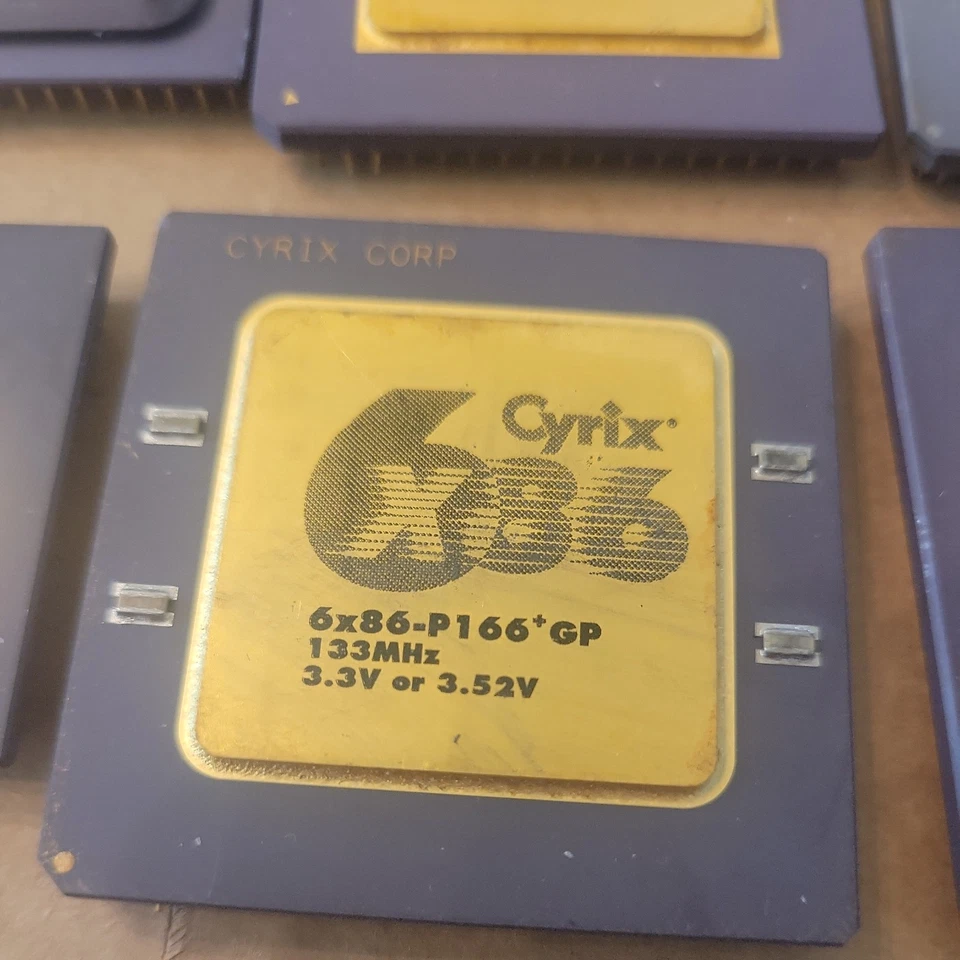 CYRIX CORP
Cyrix
6x86
6x86-P166+GP
133MHz
3.3V or 3.52V